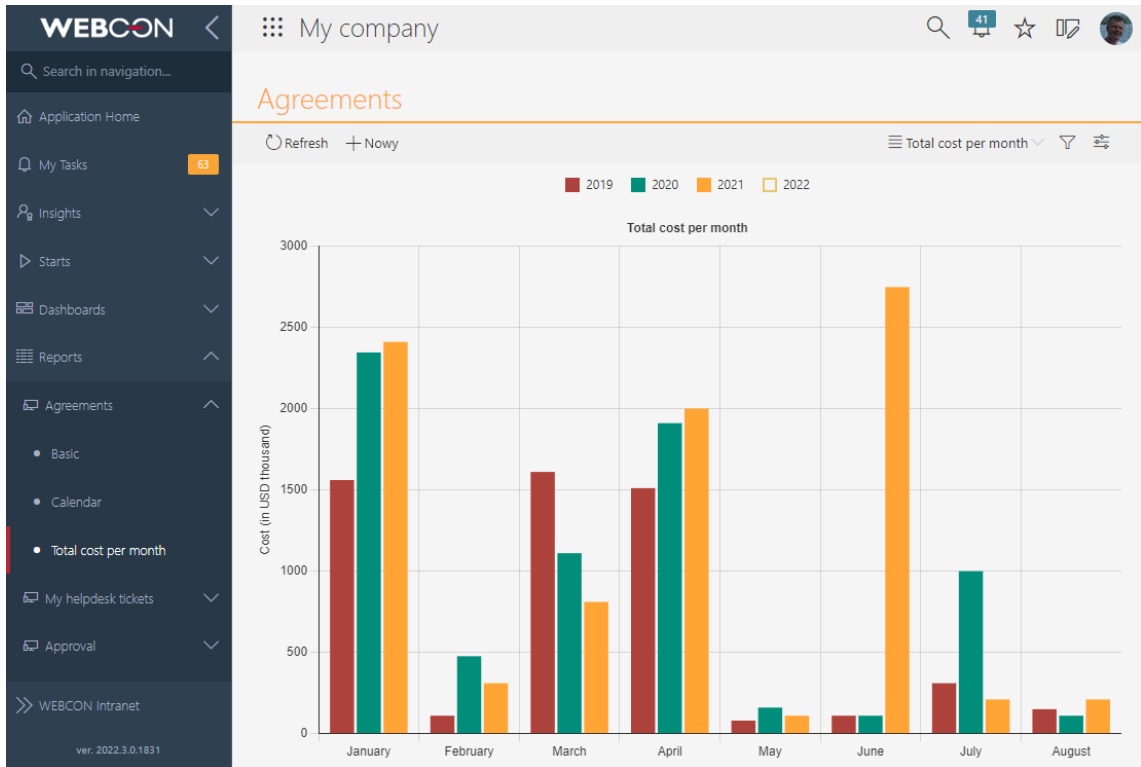 WEBCON
My company
41
Search in navigation...
Agreements
Application Home
Refresh
Nowy
Total cost per month
My Tasks
63
2019 2020 2021 2022
Insights
Total cost per month
Starts
Dashboards
Reports
Agreements
Basic
Calendar
Total cost per month
My helpdesk tickets
Approval
WEBCON Intranet
ver. 2022.3.0.1831
Cost (in USD thousand)
3000
2500
2000
1500
1000
500
0
January February March April May June July August